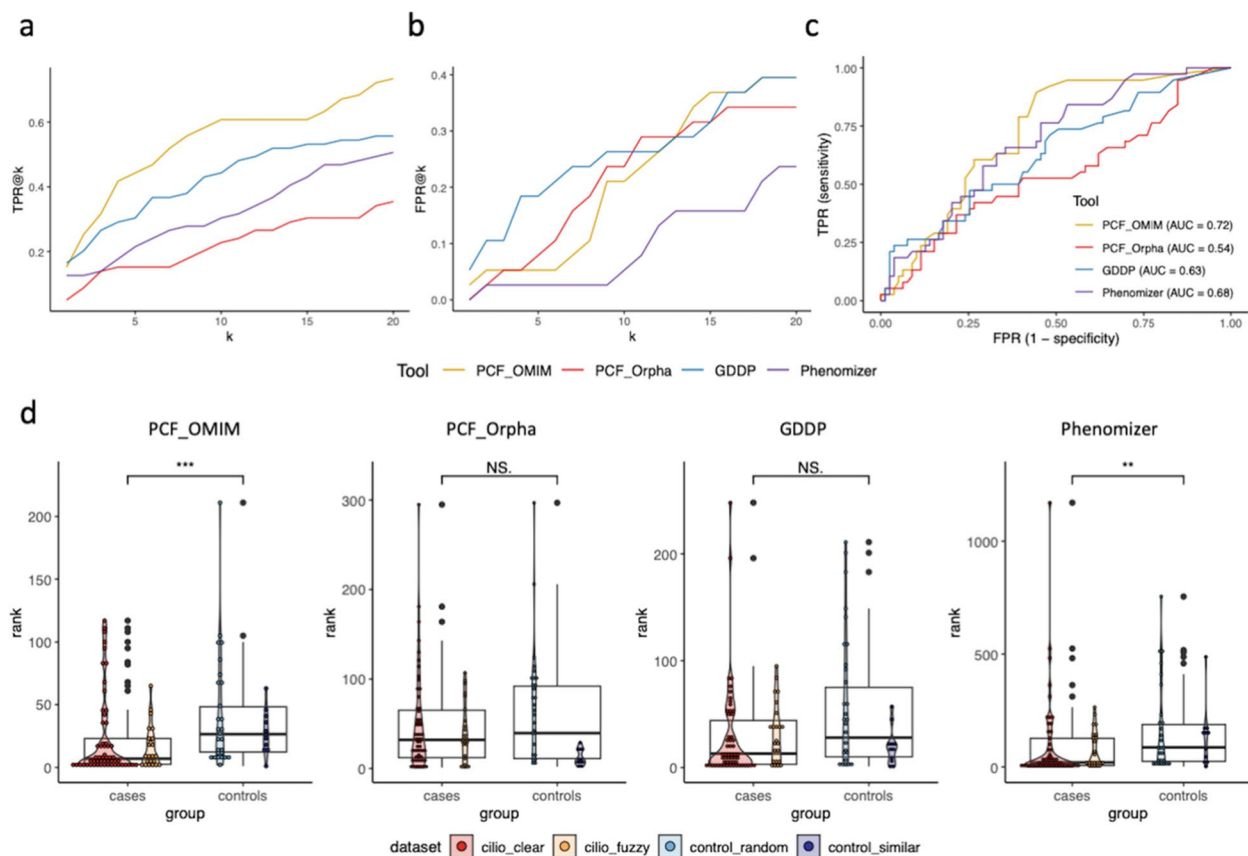 a
b
c
0.6
0.4
0.2
TPR@k
5
10
15
20
k
0.4
0.3
0.2
0.1
0.0
FPR@k
5
10
15
20
k
1.00
0.75
0.50
0.25
0.00
TPR (sensitivity)
Tool
PCF_OMIM (AUC = 0.72)
PCF_Orpha (AUC = 0.54)
GDDP (AUC = 0.63)
Phenomizer (AUC = 0.68)
0.00
0.25
0.50
0.75
1.00
FPR (1 − specificity)
Tool PCF_OMIM PCF_Orpha GDDP Phenomizer
d
PCF_OMIM
***
200
150
100
50
0
rank
cases
controls
group
PCF_Orpha
NS.
300
200
100
0
rank
cases
controls
group
GDDP
NS.
200
100
0
rank
cases
controls
group
Phenomizer
**
1000
500
0
rank
cases
controls
group
dataset cilio_clear cilio_fuzzy control_random control_similar